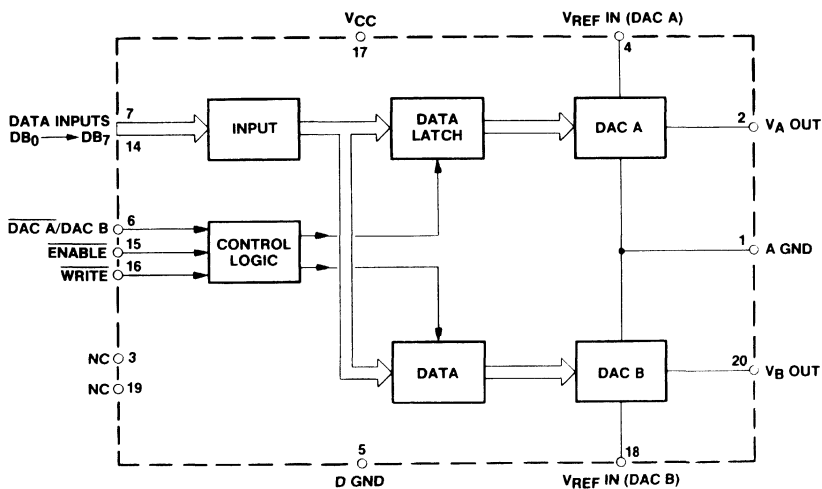 VCC
17
VREF IN (DAC A)
4
DATA INPUTS
DB0 → DB7
7
14
INPUT
DATA
LATCH
DAC A
2
VA OUT
DAC A/DAC B
6
ENABLE
15
WRITE
16
CONTROL
LOGIC
1
A GND
NC
3
NC
19
DATA
DAC B
20
VB OUT
5
D GND
18
VREF IN (DAC B)